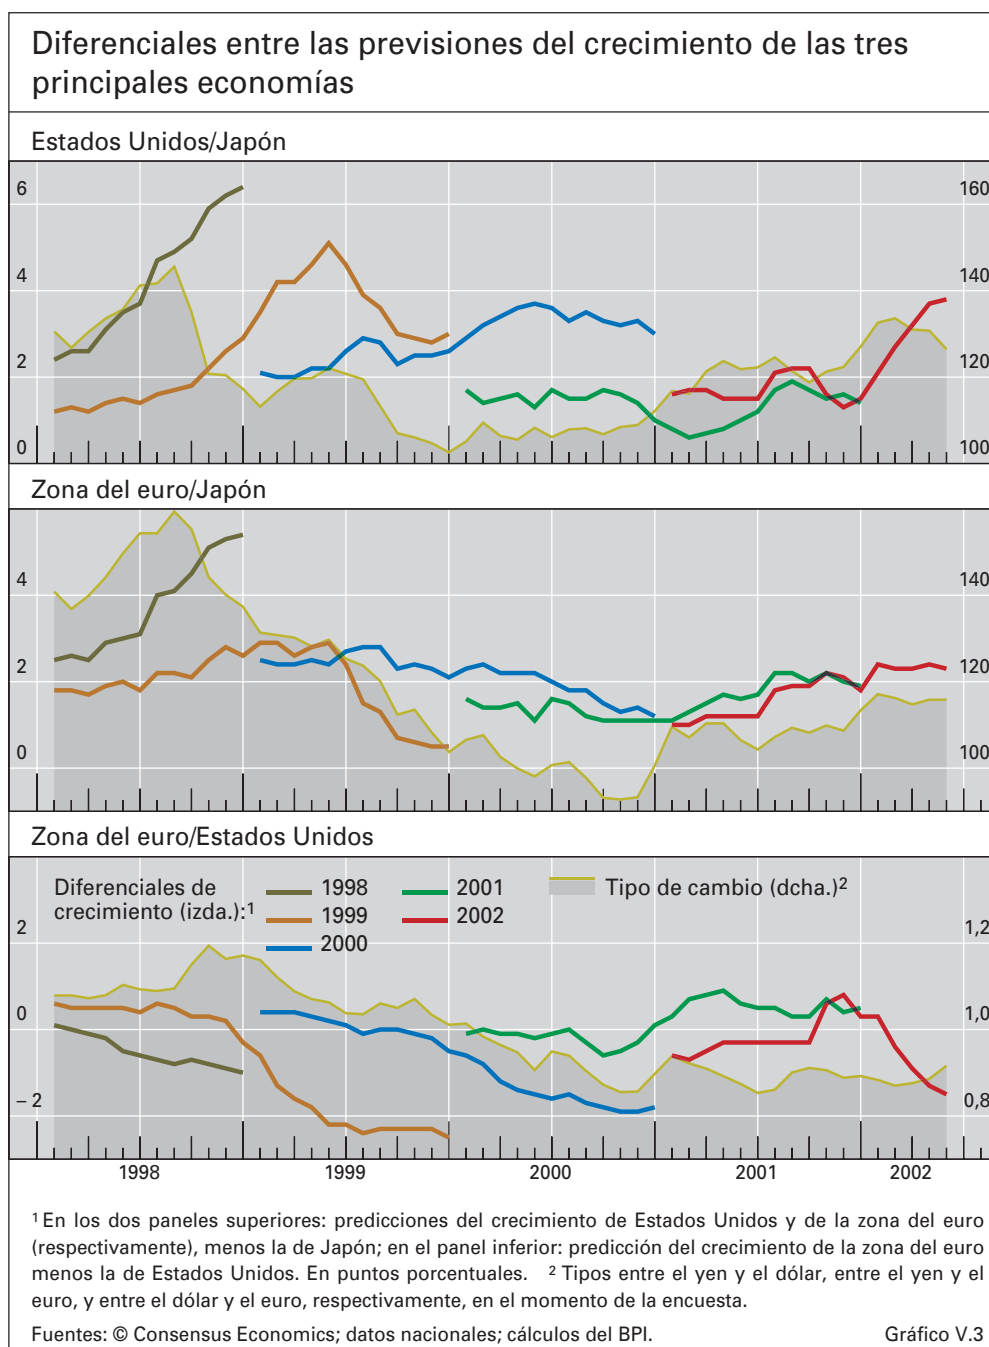 Diferenciales entre las previsiones del crecimiento de las tres
principales economías
Estados Unidos/Japón
6 160
4 140
2 120
0 100
Zona del euro/Japón
4 140
2 120
0 100
Zona del euro/Estados Unidos
Diferenciales de
crecimiento (izda.):1
1998 2001 Tipo de cambio (dcha.)2
1999 2002
2000
2 1,2
0 1,0
– 2 0,8
1998 1999 2000 2001 2002
1 En los dos paneles superiores: predicciones del crecimiento de Estados Unidos y de la zona del euro
(respectivamente), menos la de Japón; en el panel inferior: predicción del crecimiento de la zona del euro
menos la de Estados Unidos. En puntos porcentuales. 2 Tipos entre el yen y el dólar, entre el yen y el
euro, y entre el dólar y el euro, respectivamente, en el momento de la encuesta.
Fuentes: © Consensus Economics; datos nacionales; cálculos del BPI. Gráfico V.3